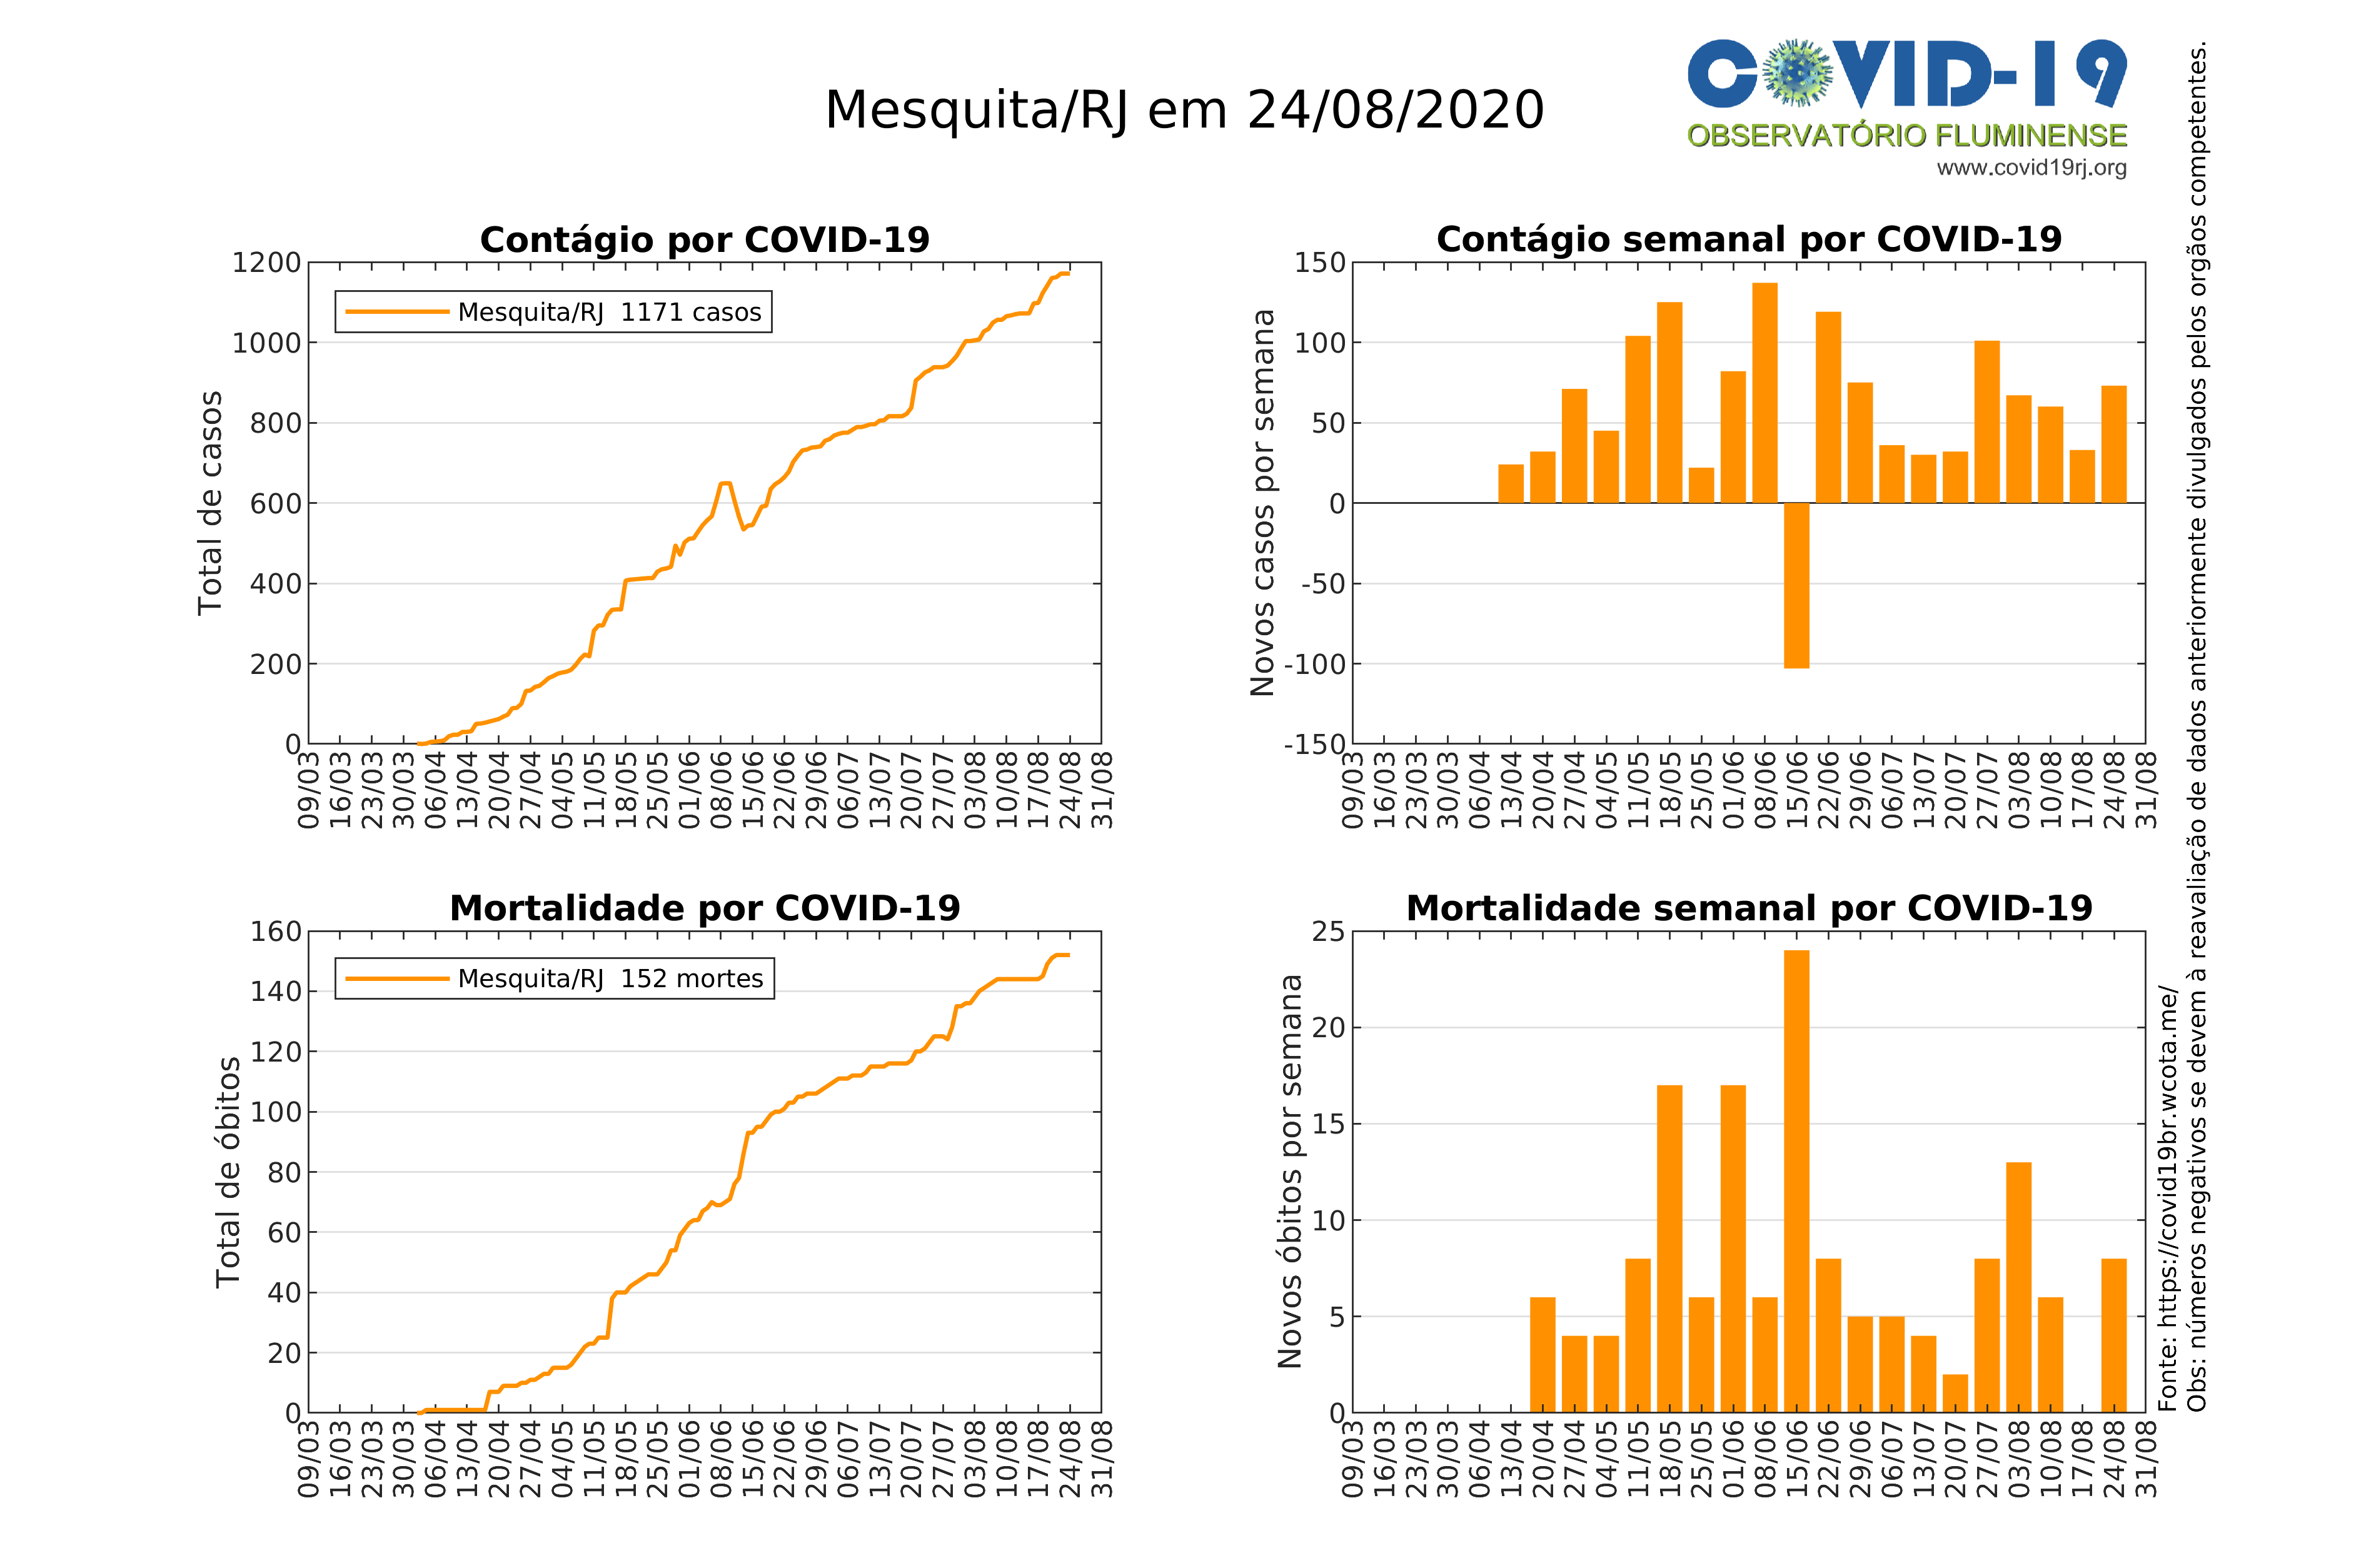 Mesquita/RJ em 24/08/2020
COVID-19
OBSERVATÓRIO FLUMINENSE
www.covid19rj.org
Contágio por COVID-19
Total de casos
1200
1000
800
600
400
200
0
Mesquita/RJ 1171 casos
09/03 16/03 23/03 30/03 06/04 13/04 20/04 27/04 04/05 11/05 18/05 25/05 01/06 08/06 15/06 22/06 29/06 06/07 13/07 20/07 27/07 03/08 10/08 17/08 24/08 31/08
Contágio semanal por COVID-19
Novos casos por semana
150
100
50
0
-50
-100
-150
09/03 16/03 23/03 30/03 06/04 13/04 20/04 27/04 04/05 11/05 18/05 25/05 01/06 08/06 15/06 22/06 29/06 06/07 13/07 20/07 27/07 03/08 10/08 17/08 24/08 31/08
Mortalidade por COVID-19
Total de óbitos
160
140
120
100
80
60
40
20
0
Mesquita/RJ 152 mortes
09/03 16/03 23/03 30/03 06/04 13/04 20/04 27/04 04/05 11/05 18/05 25/05 01/06 08/06 15/06 22/06 29/06 06/07 13/07 20/07 27/07 03/08 10/08 17/08 24/08 31/08
Mortalidade semanal por COVID-19
Novos óbitos por semana
25
20
15
10
5
0
09/03 16/03 23/03 30/03 06/04 13/04 20/04 27/04 04/05 11/05 18/05 25/05 01/06 08/06 15/06 22/06 29/06 06/07 13/07 20/07 27/07 03/08 10/08 17/08 24/08 31/08
Fonte: https://covid19br.wcota.me/
Obs: números negativos se devem à reavaliação de dados anteriormente divulgados pelos orgãos competentes.